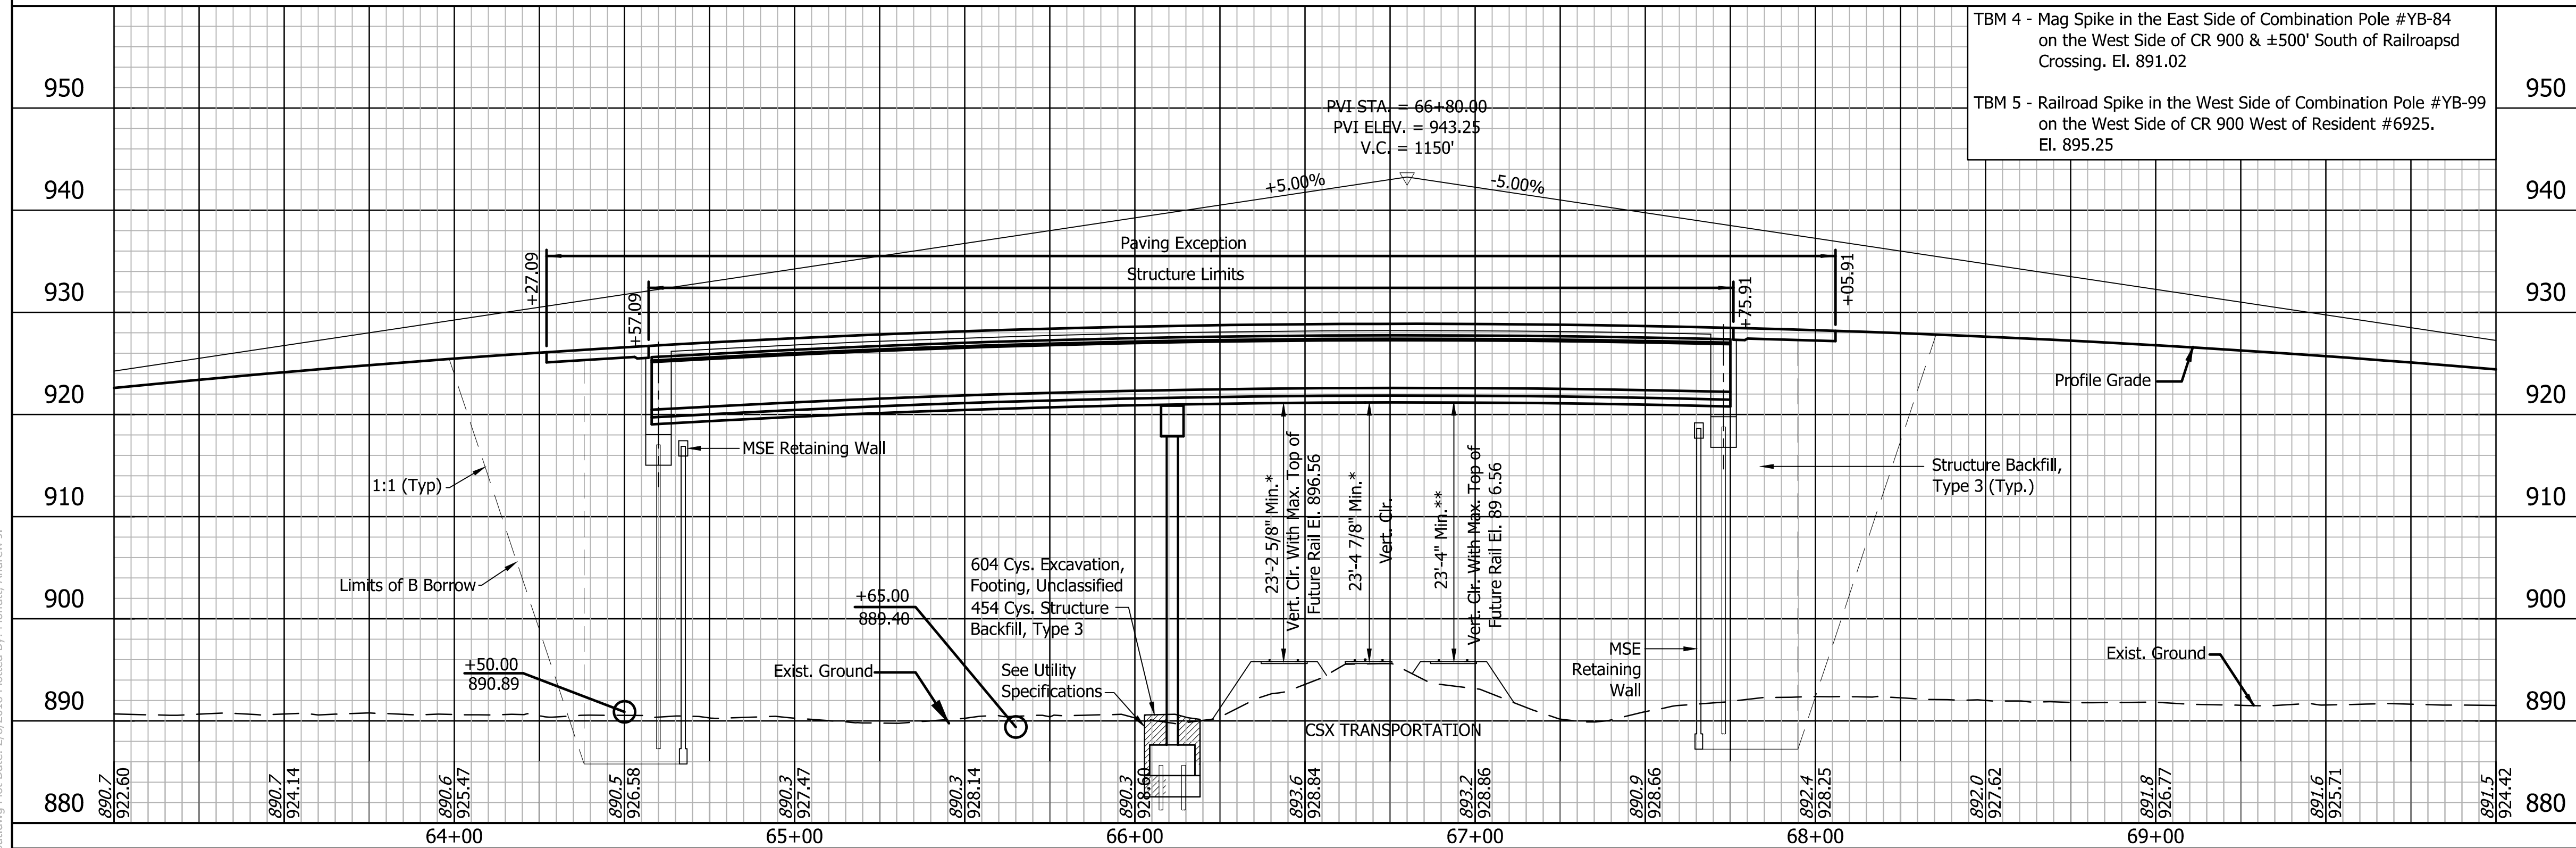 TBM 4 - Mag Spike in the East Side of Combination Pole #YB-84
on the West Side of CR 900 & ±500' South of Railroapsd
Crossing. El. 891.02
TBM 5 - Railroad Spike in the West Side of Combination Pole #YB-99
on the West Side of CR 900 West of Resident #6925.
El. 895.25
950
950
PVI STA. = 66+80.00
PVI ELEV. = 943.25
V.C. = 1150'
940
+5.00%
-5.00%
940
Paving Exception
+27.09
Structure Limits
+05.91
930
+57.09
+75.91
930
920
Profile Grade
920
MSE Retaining Wall
1:1 (Typ)
Structure Backfill,
Type 3 (Typ.)
910
910
23'-2 5/8" Min.*
Vert. Clr. With Max. Top of
Future Rail El. 896.56
23'-4 7/8" Min.*
Vert. Clr.
23'-4" Min.**
Vert. Clr. With Max. Top of
Future Rail El. 89 6.56
Limits of B Borrow
604 Cys. Excavation,
Footing, Unclassified
454 Cys. Structure
Backfill, Type 3
900
+65.00
889.40
900
+50.00
890.89
Exist. Ground
See Utility
Specifications
MSE
Retaining
Wall
Exist. Ground
890
CSX TRANSPORTATION
890
880
890.7
922.60
890.7
924.14
890.6
925.47
890.5
926.58
890.3
927.47
890.3
928.14
890.3
928.60
893.6
928.84
893.2
928.86
890.9
928.66
892.4
928.25
892.0
927.62
891.8
926.77
891.6
925.71
891.5
924.42
880
64+00
65+00
66+00
67+00
68+00
69+00